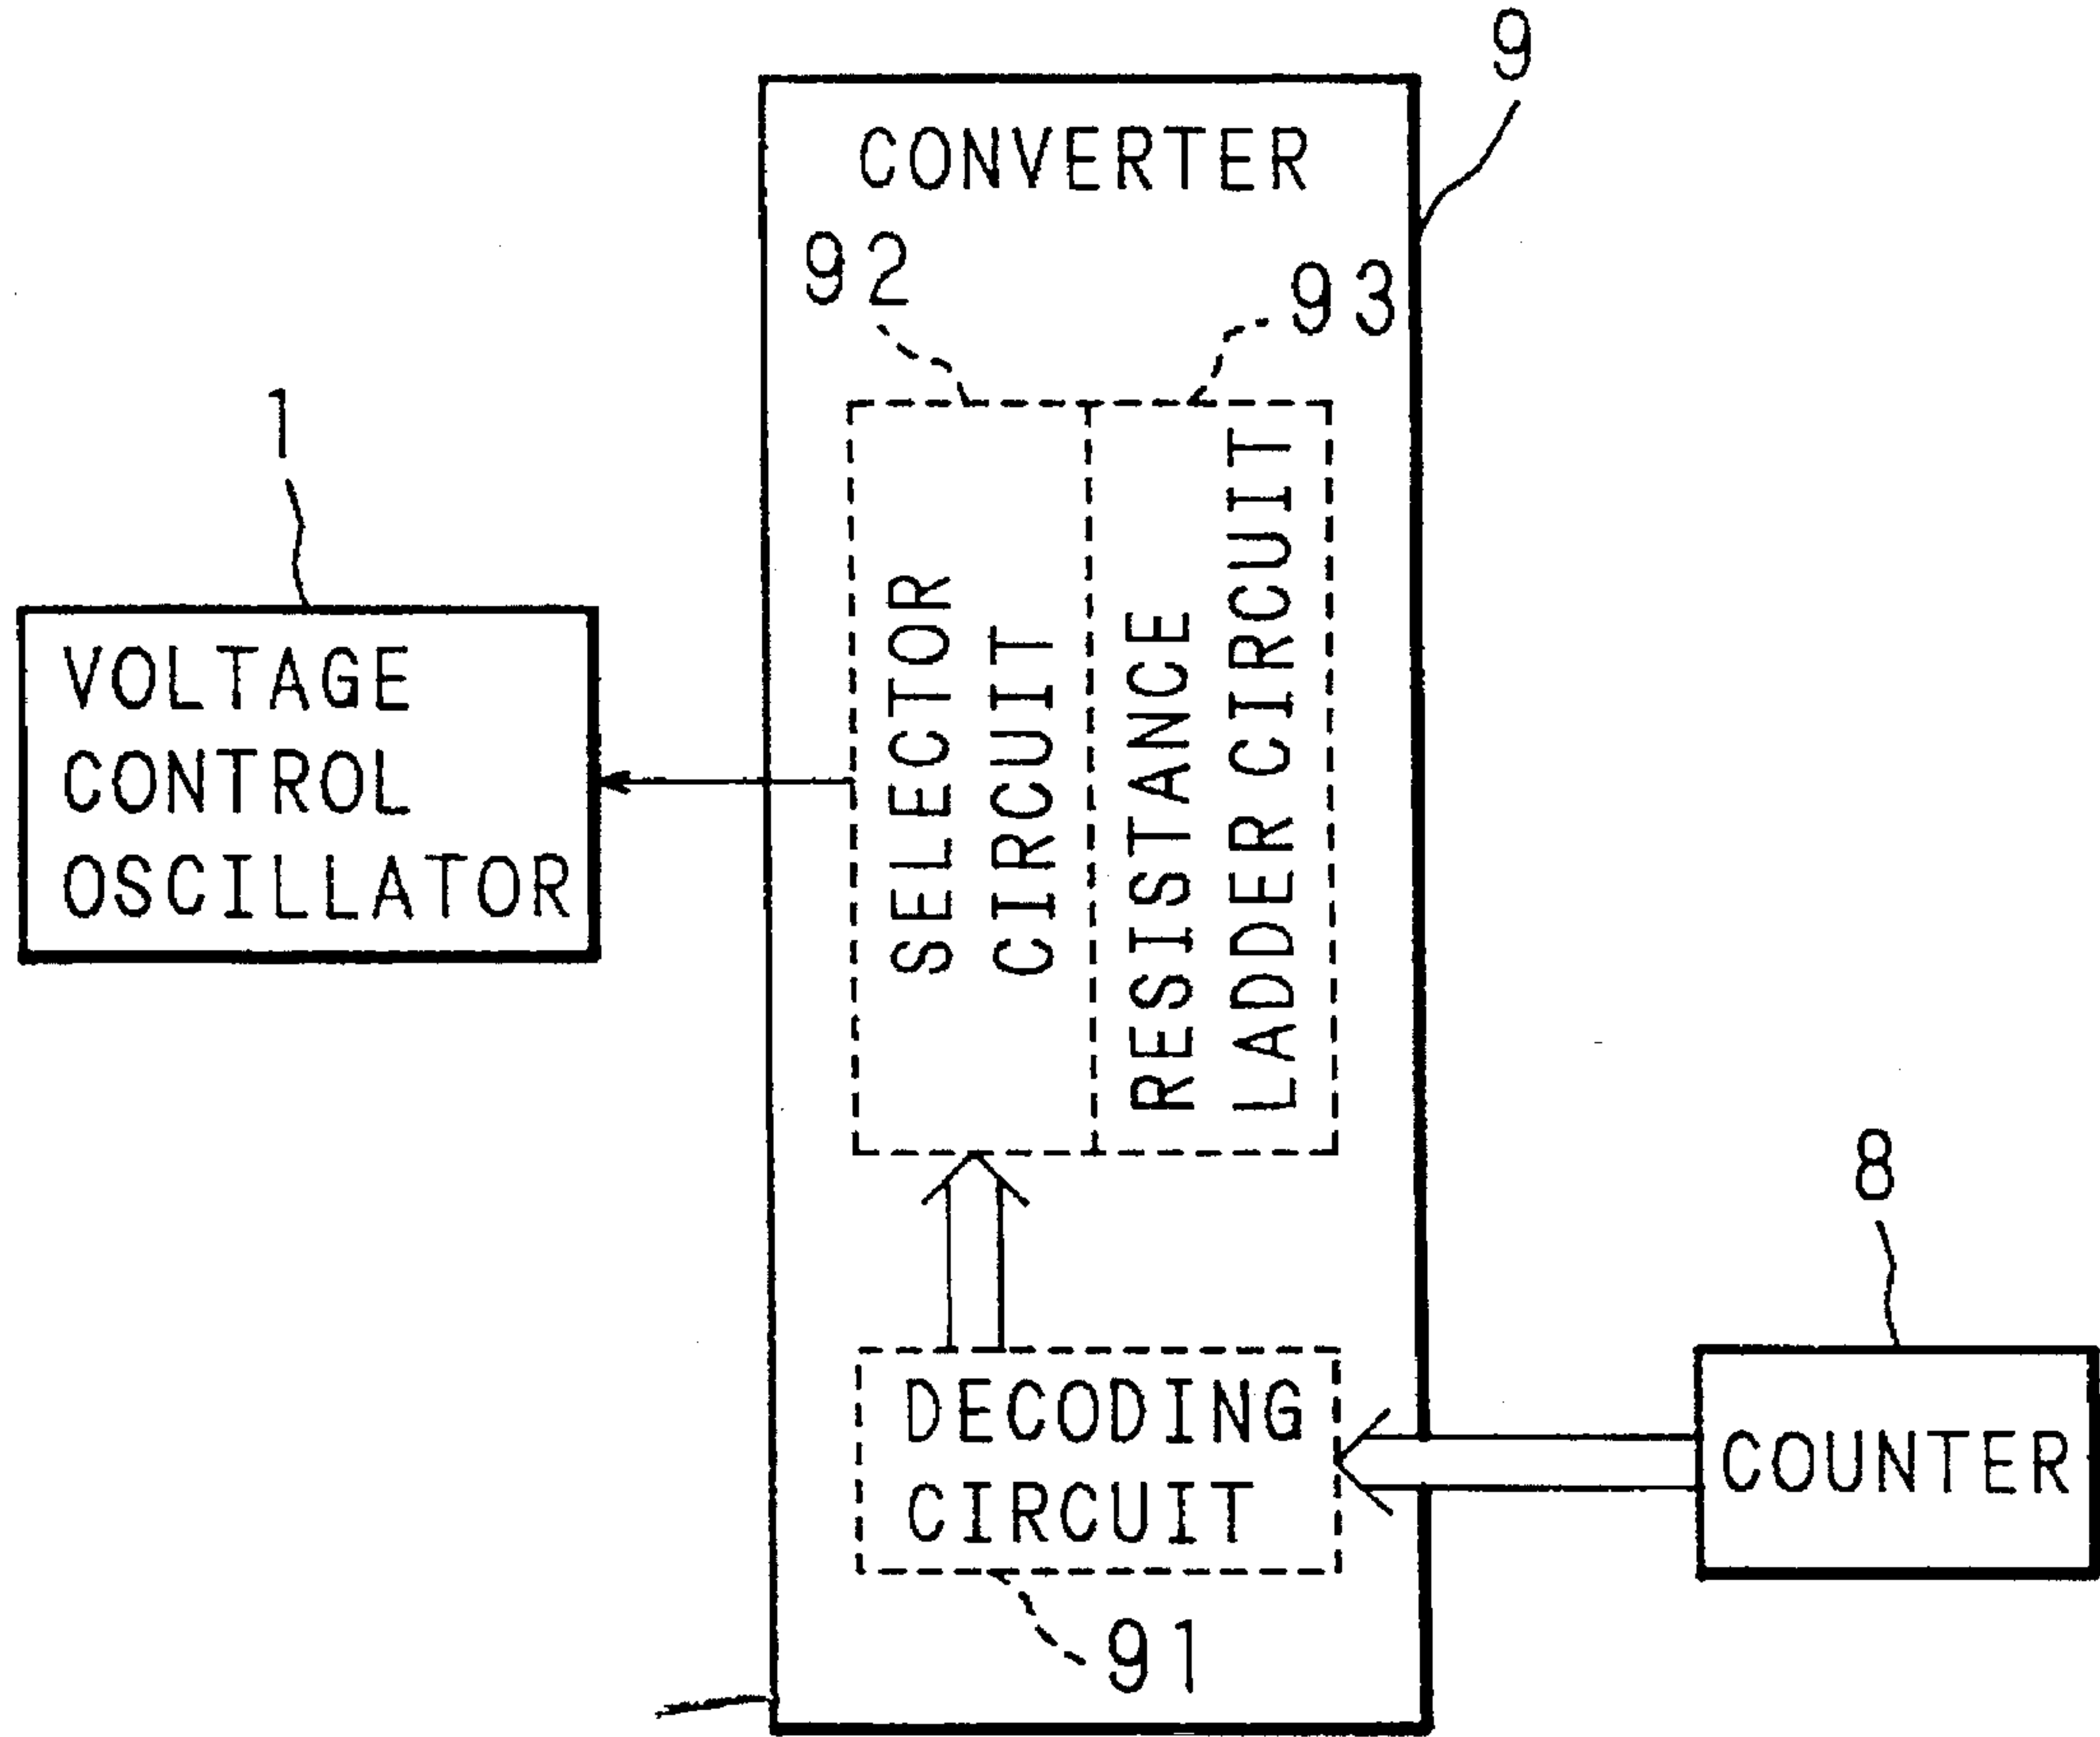 9
CONVERTER
92
93
1
VOLTAGE
CONTROL
OSCILLATOR
SELECTOR
CIRCUIT
RESISTANCE
LADDER CIRCUIT
8
DECODING
CIRCUIT
COUNTER
91